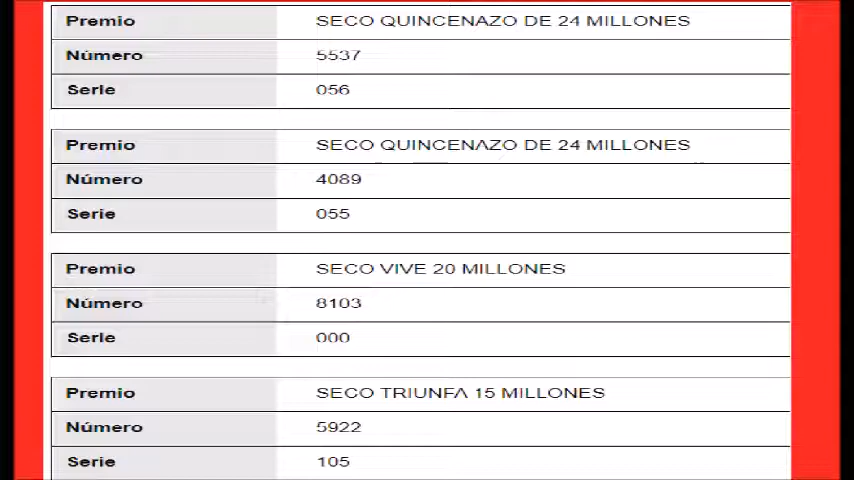 Premio SECO QUINCENAZO DE 24 MILLONES
Número 5537
Serie 056
Premio SECO QUINCENAZO DE 24 MILLONES
Número 4089
Serie 055
Premio SECO VIVE 20 MILLONES
Número 8103
Serie 000
Premio SECO TRIUNFA 15 MILLONES
Número 5922
Serie 105